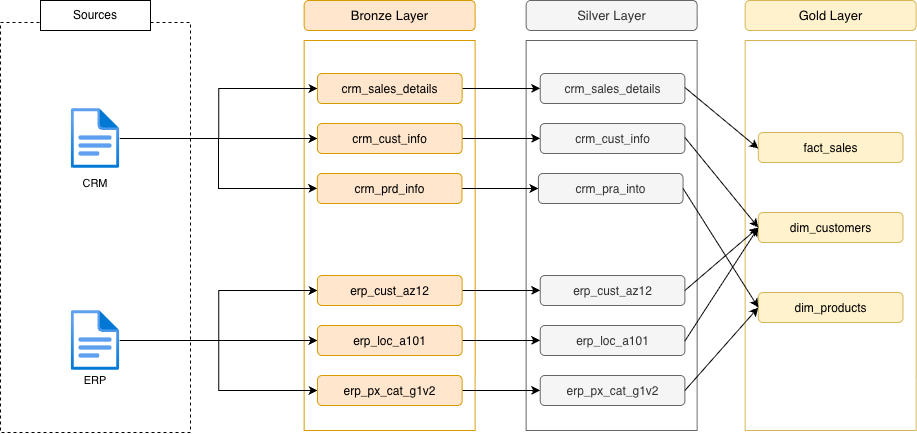 Sources
Bronze Layer
Silver Layer
Gold Layer
crm_sales_details
crm_sales_details
crm_cust_info
crm_cust_info
fact_sales
CRM
crm_prd_info
crm_pra_into
dim_customers
erp_cust_az12
erp_cust_az12
dim_products
erp_loc_a101
erp_loc_a101
ERP
erp_px_cat_g1v2
erp_px_cat_g1v2